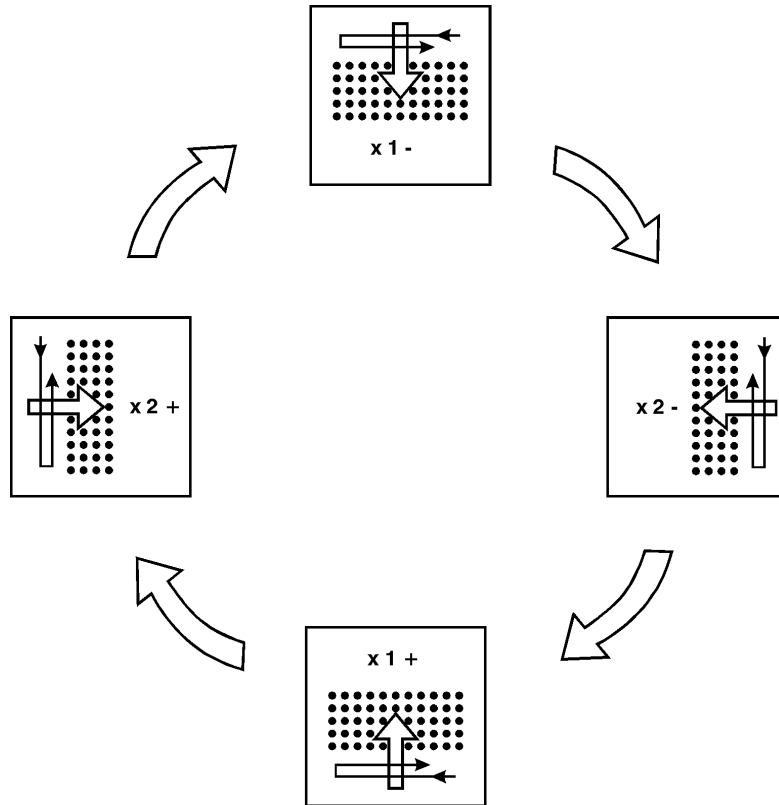 x 1 -
x 2 +
x 2 -
x 1 +